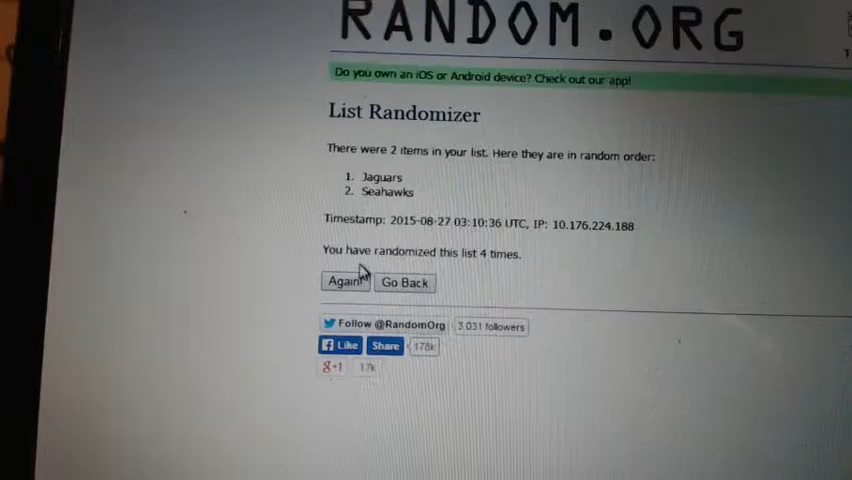 RANDOM.ORG
Do you own an iOS or Android device? Check out our app!
List Randomizer
There were 2 items in your list. Here they are in random order:
1. Jaguars
2. Seahawks
Timestamp: 2015-08-27 03:10:36 UTC, IP: 10.176.224.188
You have randomized this list 4 times.
Again! Go Back
Follow @RandomOrg 3,031 followers
Like Share 178k
g+1 17k